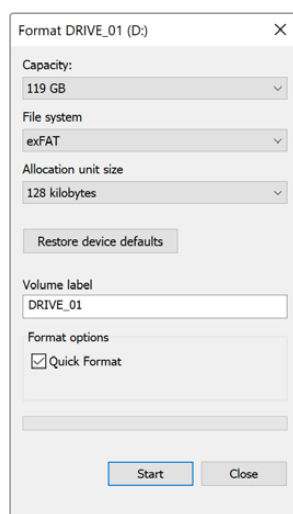 Format DRIVE_01 (D:)
Capacity:
119 GB
File system
exFAT
Allocation unit size
128 kilobytes
Restore device defaults
Volume label
DRIVE_01
Format options
Quick Format
Start Close